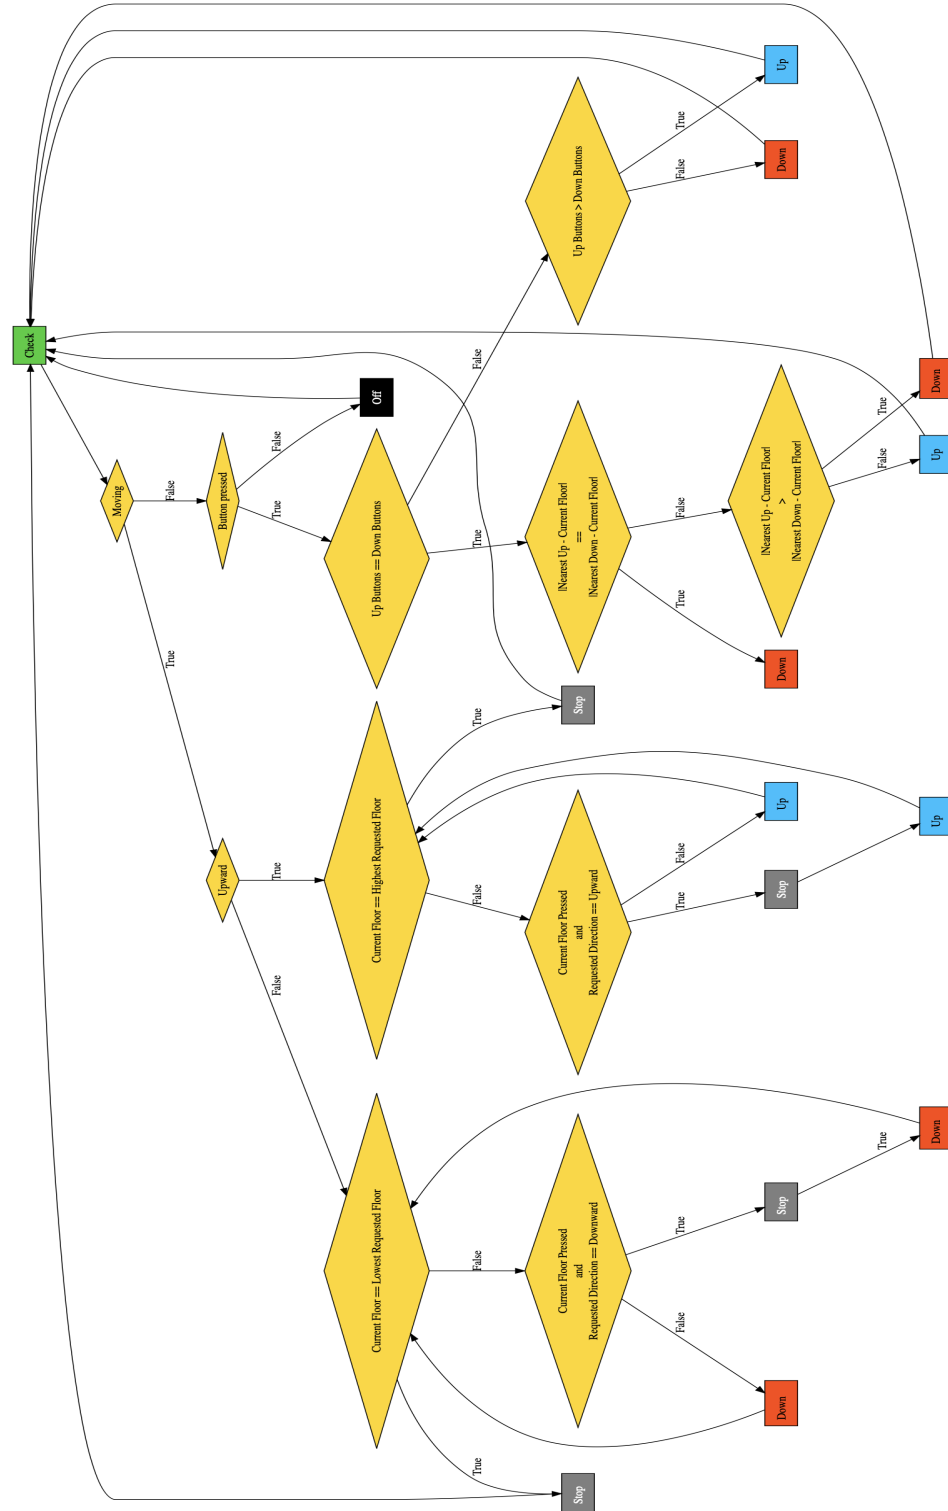 Check
Moving
False
True
Button pressed
False
True
Off
Upward
True
False
Up Buttons == Down Buttons
False
True
Current Floor == Highest Requested Floor
True
False
Current Floor == Lowest Requested Floor
False
True
Up Buttons > Down Buttons
True
False
|Nearest Up - Current Floor|
==
|Nearest Down - Current Floor|
False
True
Stop
Current Floor Pressed
and
Requested Direction == Upward
False
True
Current Floor Pressed
and
Requested Direction == Downward
True
False
Stop
Up
Down
|Nearest Up - Current Floor|
>
|Nearest Down - Current Floor|
True
False
Down
Up
Stop
Stop
True
Down
Down
Up
Up
Down